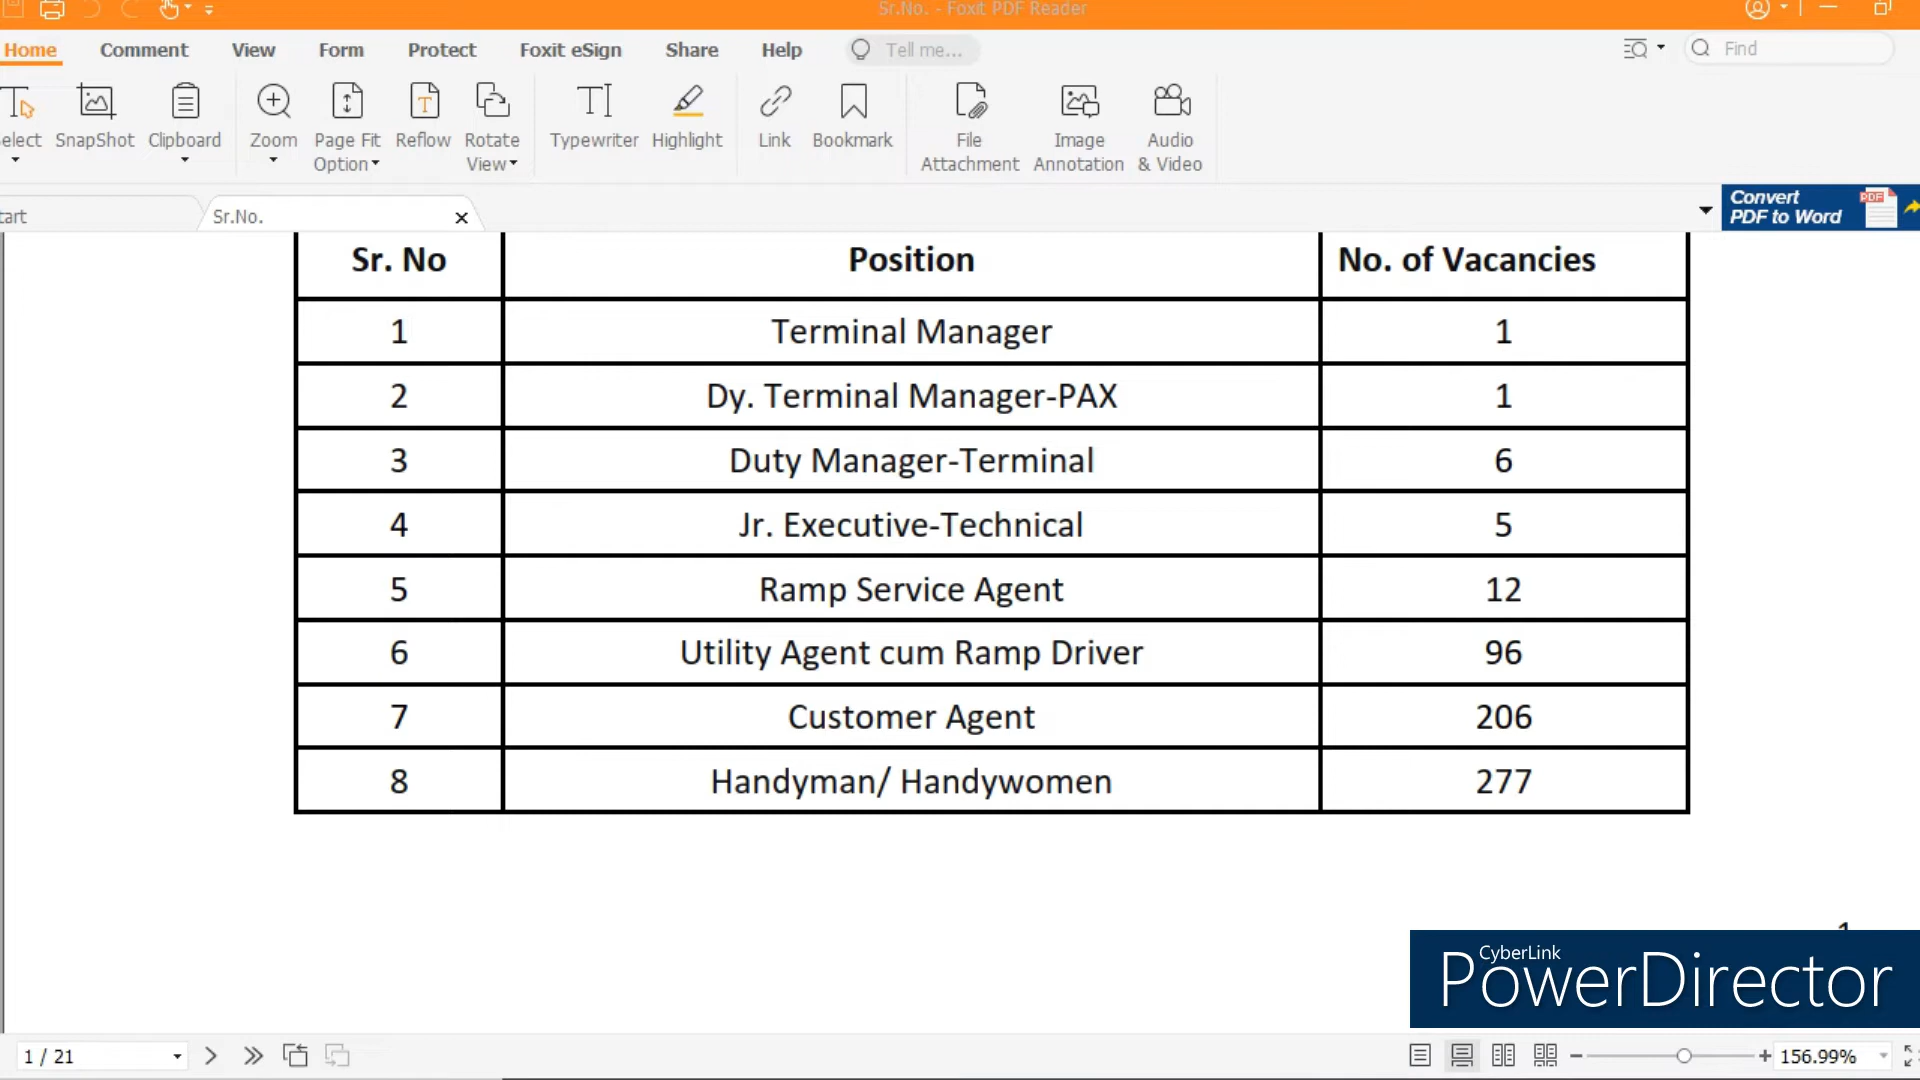 Sr.No. - Foxit PDF Reader
Home Comment View Form Protect Foxit eSign Share Help Tell me... Find
elect SnapShot Clipboard Zoom Page Fit Reflow Rotate Typewriter Highlight Link Bookmark File Image Audio
Option View Attachment Annotation & Video
tart Sr.No.
Convert
PDF to Word
PDF
Sr. No Position No. of Vacancies
1 Terminal Manager 1
2 Dy. Terminal Manager-PAX 1
3 Duty Manager-Terminal 6
4 Jr. Executive-Technical 5
5 Ramp Service Agent 12
6 Utility Agent cum Ramp Driver 96
7 Customer Agent 206
8 Handyman/ Handywomen 277
CyberLink
PowerDirector
1 / 21 156.99%